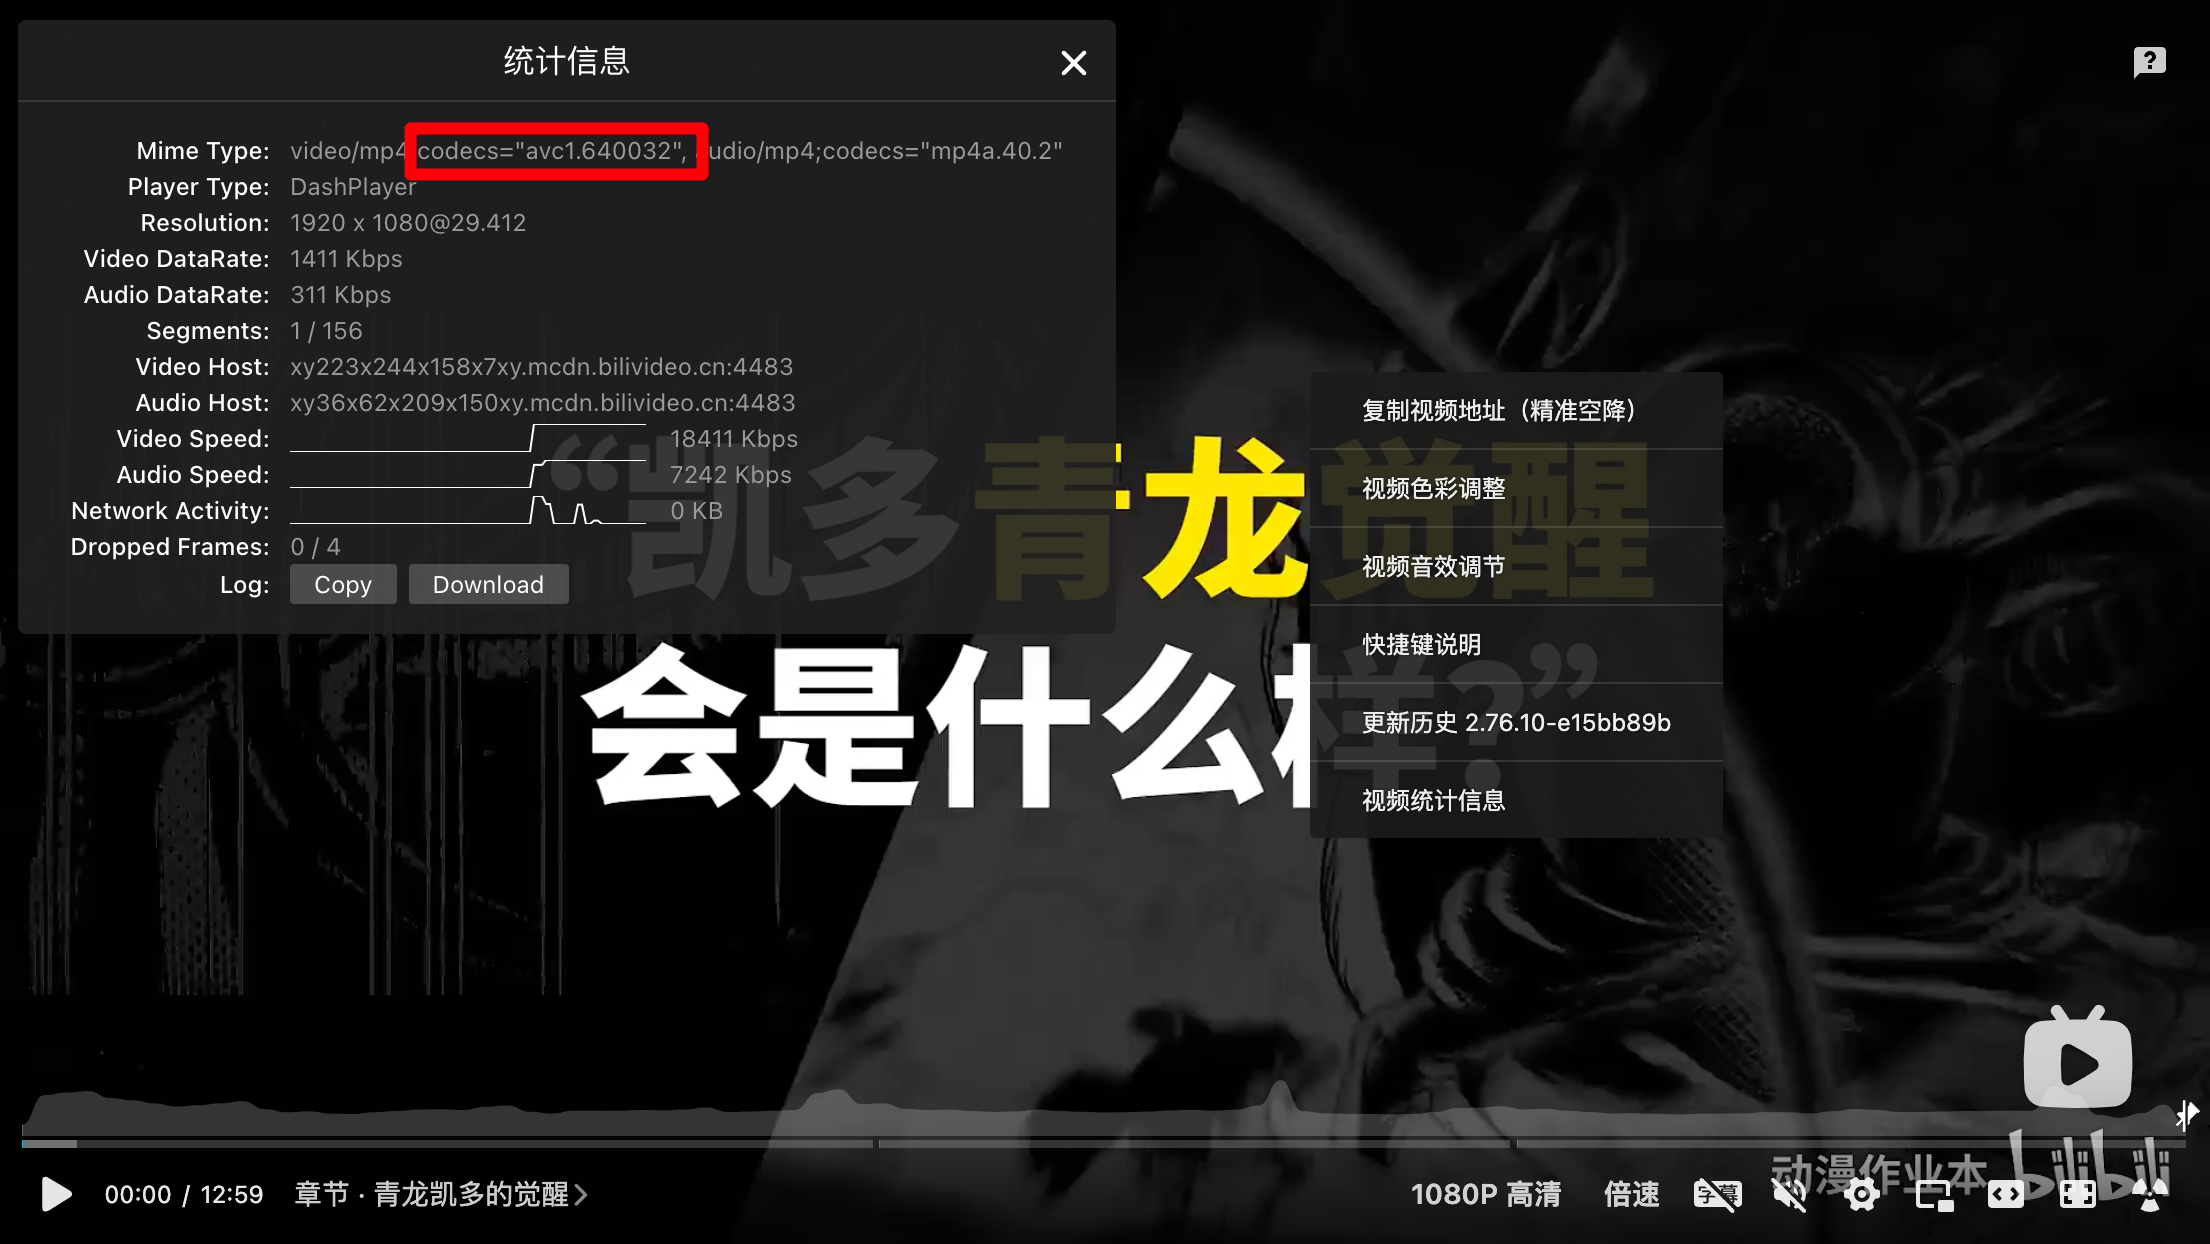 统计信息
Mime Type: video/mp4;codecs="avc1.640032", audio/mp4;codecs="mp4a.40.2"
Player Type: DashPlayer
Resolution: 1920 x 1080@29.412
Video DataRate: 1411 Kbps
Audio DataRate: 311 Kbps
Segments: 1 / 156
Video Host: xy223x244x158x7xy.mcdn.bilivideo.cn:4483
Audio Host: xy36x62x209x150xy.mcdn.bilivideo.cn:4483
Video Speed: 18411 Kbps
Audio Speed: 7242 Kbps
Network Activity: 0 KB
Dropped Frames: 0 / 4
Log: Copy Download
“凯多青龙觉醒
会是什么样?”
复制视频地址（精准空降）
视频色彩调整
视频音效调节
快捷键说明
更新历史 2.76.10-e15bb89b
视频统计信息
动漫作业本 bilibili
00:00 / 12:59 章节 · 青龙凯多的觉醒 1080P 高清 倍速 字幕